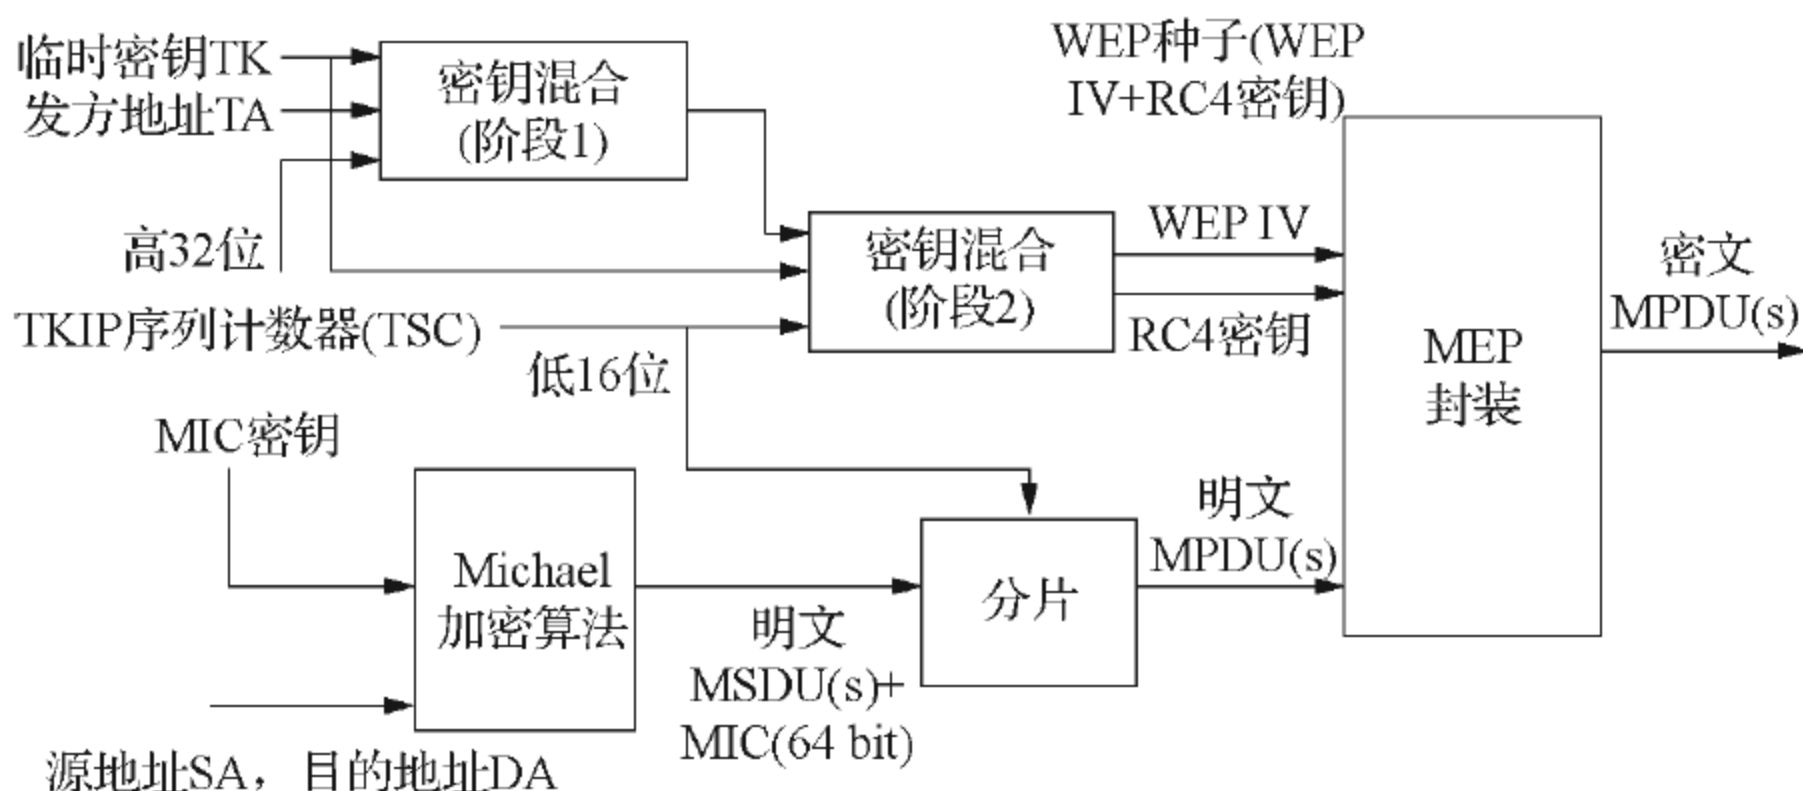 临时密钥TK
发方地址TA
密钥混合
(阶段1)
WEP种子(WEP
IV+RC4密钥)
高32位
密钥混合
(阶段2)
WEP IV
RC4密钥
TKIP序列计数器(TSC)
低16位
MEP
封装
密文
MPDU(s)
MIC密钥
Michael
加密算法
明文
MSDU(s)+
MIC(64 bit)
分片
明文
MPDU(s)
源地址SA，目的地址DA